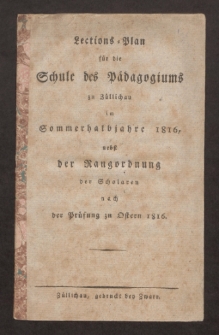 Lections-Plan
für die
Schule des Pädagogiums
zu Züllichau
im
Sommerhalbjahre 1816,
nebst
der Rangordnung
der Scholaren
nach
der Prüfung zu Ostern 1816.
Züllichau, gedruckt bey